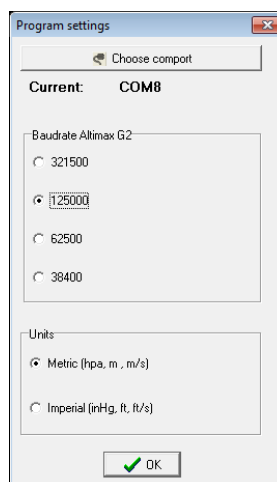 Program settings
Choose comport
Current: COM8
Baudrate Altimax G2
321500
125000
62500
38400
Units
Metric (hpa, m , m/s)
Imperial (inHg, ft, ft/s)
OK